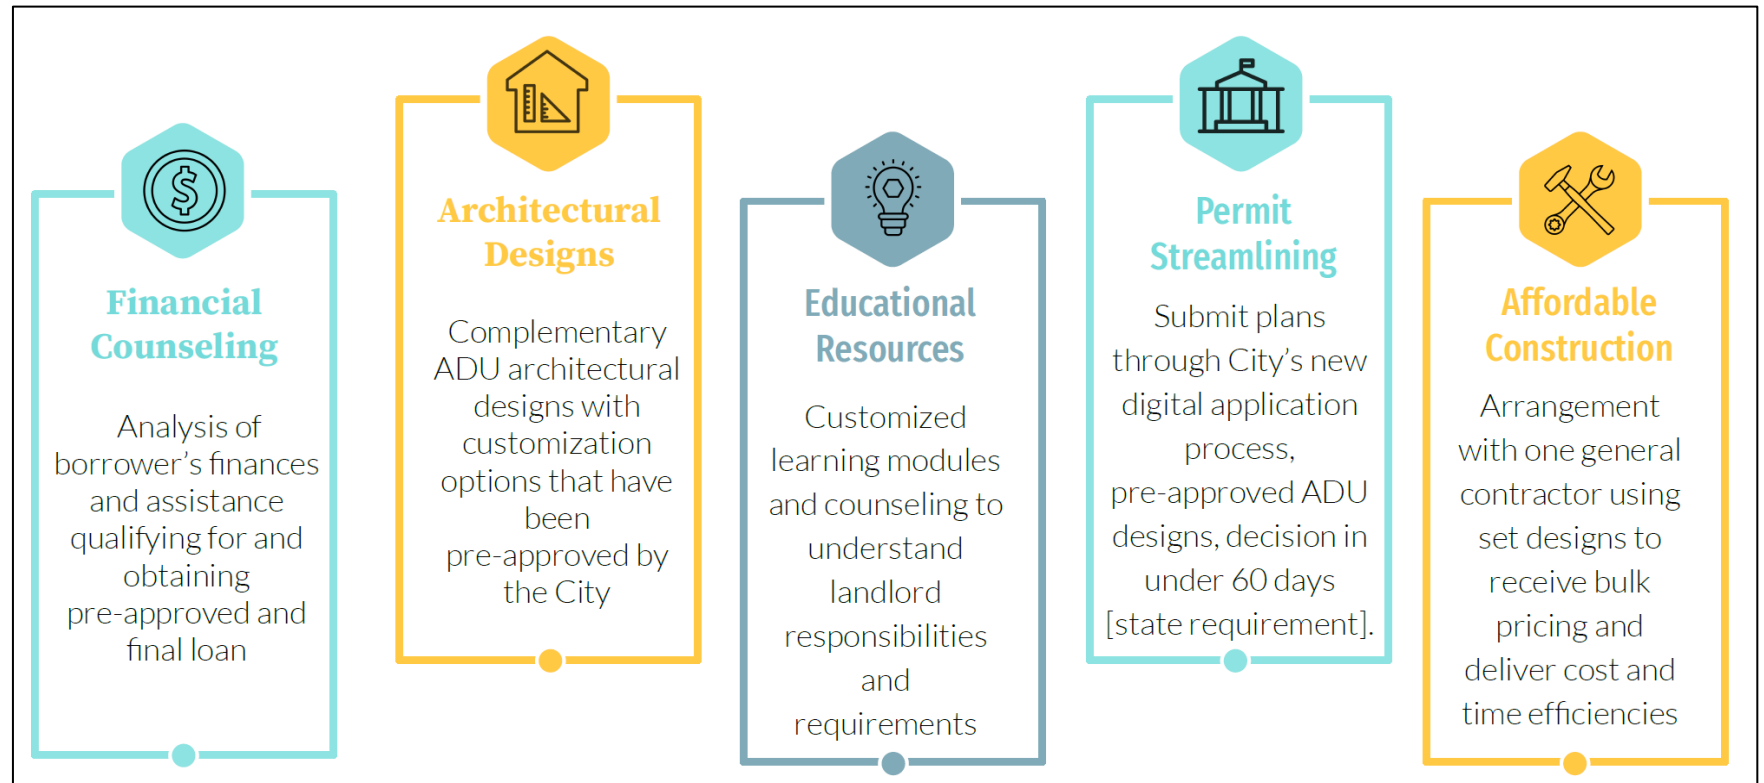 Financial
Counseling
Analysis of
borrower’s finances
and assistance
qualifying for and
obtaining
pre-approved and
final loan
Architectural
Designs
Complementary
ADU architectural
designs with
customization
options that have
been
pre-approved by
the City
Educational
Resources
Customized
learning modules
and counseling to
understand
landlord
responsibilities
and
requirements
Permit
Streamlining
Submit plans
through City’s new
digital application
process,
pre-approved ADU
designs, decision in
under 60 days
[state requirement].
Affordable
Construction
Arrangement
with one general
contractor using
set designs to
receive bulk
pricing and
deliver cost and
time efficiencies